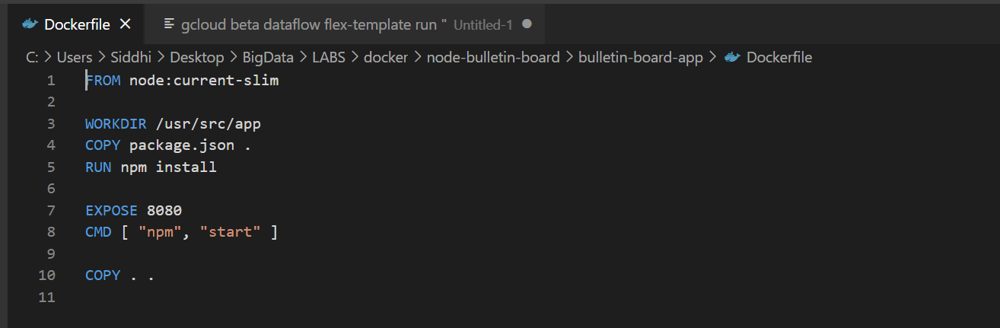 Dockerfile gcloud beta dataflow flex-template run " Untitled-1
C: > Users > Siddhi > Desktop > BigData > LABS > docker > node-bulletin-board > bulletin-board-app > Dockerfile
1 FROM node:current-slim
2
3 WORKDIR /usr/src/app
4 COPY package.json .
5 RUN npm install
6
7 EXPOSE 8080
8 CMD [ "npm", "start" ]
9
10 COPY . .
11